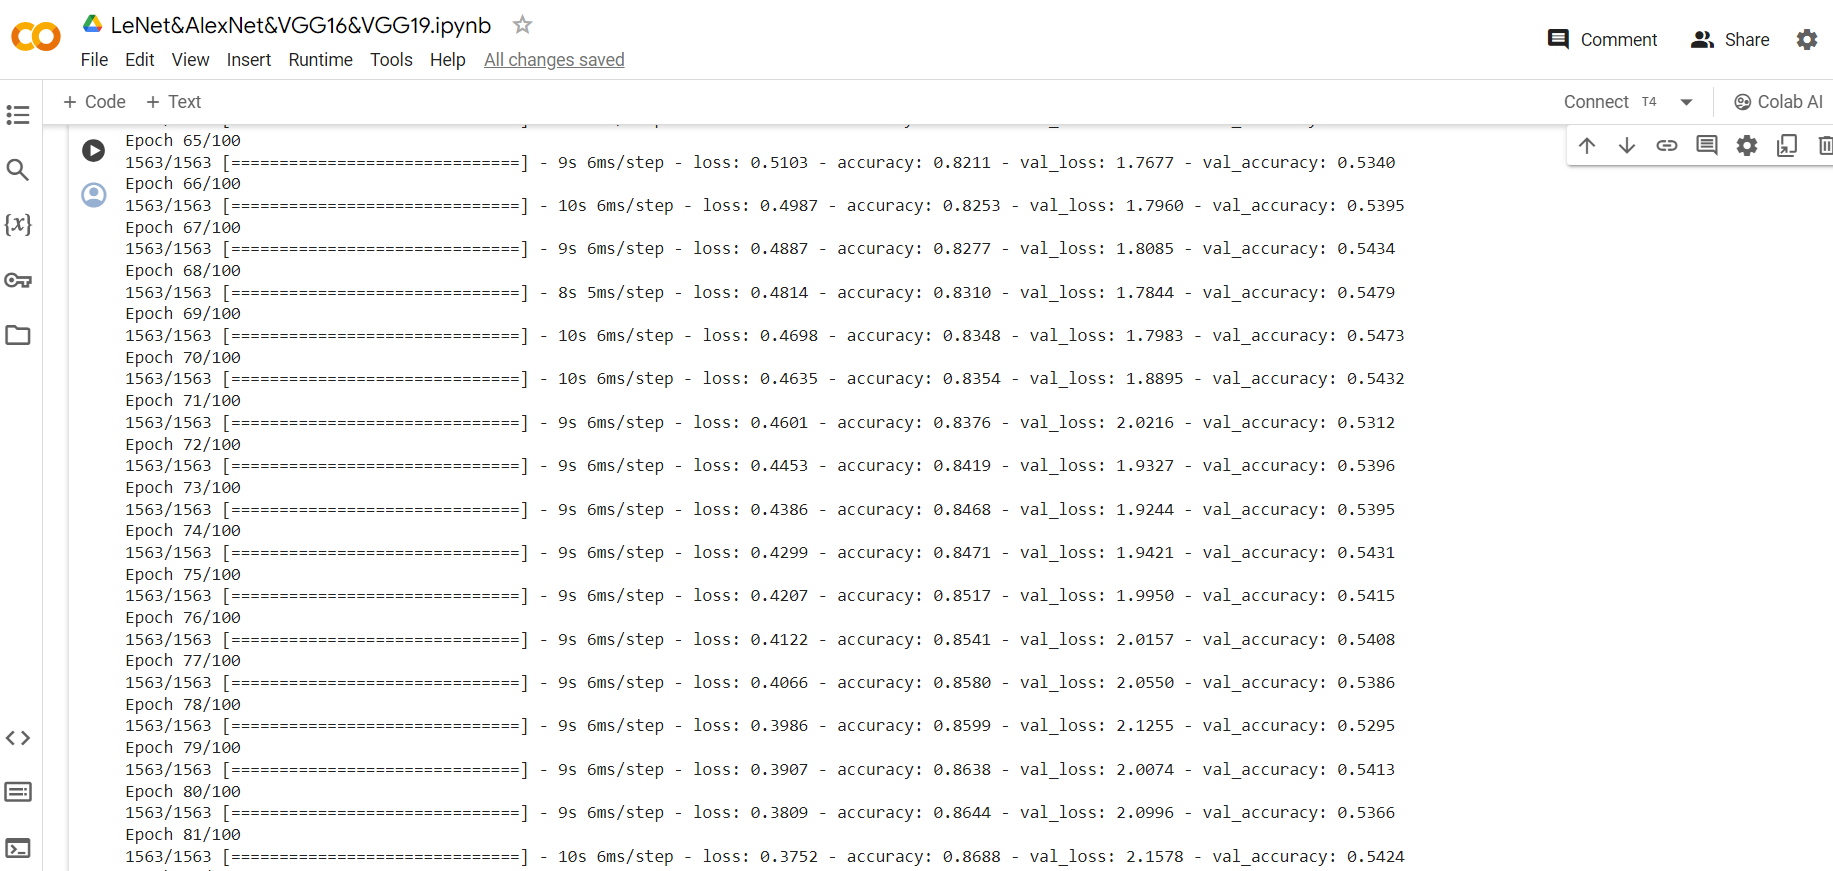 LeNet&AlexNet&VGG16&VGG19.ipynb
File Edit View Insert Runtime Tools Help All changes saved
Comment Share
+ Code + Text
Connect T4 Colab AI
Epoch 65/100
1563/1563 [==============================] - 9s 6ms/step - loss: 0.5103 - accuracy: 0.8211 - val_loss: 1.7677 - val_accuracy: 0.5340
Epoch 66/100
1563/1563 [==============================] - 10s 6ms/step - loss: 0.4987 - accuracy: 0.8253 - val_loss: 1.7960 - val_accuracy: 0.5395
Epoch 67/100
1563/1563 [==============================] - 9s 6ms/step - loss: 0.4887 - accuracy: 0.8277 - val_loss: 1.8085 - val_accuracy: 0.5434
Epoch 68/100
1563/1563 [==============================] - 8s 5ms/step - loss: 0.4814 - accuracy: 0.8310 - val_loss: 1.7844 - val_accuracy: 0.5479
Epoch 69/100
1563/1563 [==============================] - 10s 6ms/step - loss: 0.4698 - accuracy: 0.8348 - val_loss: 1.7983 - val_accuracy: 0.5473
Epoch 70/100
1563/1563 [==============================] - 10s 6ms/step - loss: 0.4635 - accuracy: 0.8354 - val_loss: 1.8895 - val_accuracy: 0.5432
Epoch 71/100
1563/1563 [==============================] - 9s 6ms/step - loss: 0.4601 - accuracy: 0.8376 - val_loss: 2.0216 - val_accuracy: 0.5312
Epoch 72/100
1563/1563 [==============================] - 9s 6ms/step - loss: 0.4453 - accuracy: 0.8419 - val_loss: 1.9327 - val_accuracy: 0.5396
Epoch 73/100
1563/1563 [==============================] - 9s 6ms/step - loss: 0.4386 - accuracy: 0.8468 - val_loss: 1.9244 - val_accuracy: 0.5395
Epoch 74/100
1563/1563 [==============================] - 9s 6ms/step - loss: 0.4299 - accuracy: 0.8471 - val_loss: 1.9421 - val_accuracy: 0.5431
Epoch 75/100
1563/1563 [==============================] - 9s 6ms/step - loss: 0.4207 - accuracy: 0.8517 - val_loss: 1.9950 - val_accuracy: 0.5415
Epoch 76/100
1563/1563 [==============================] - 9s 6ms/step - loss: 0.4122 - accuracy: 0.8541 - val_loss: 2.0157 - val_accuracy: 0.5408
Epoch 77/100
1563/1563 [==============================] - 9s 6ms/step - loss: 0.4066 - accuracy: 0.8580 - val_loss: 2.0550 - val_accuracy: 0.5386
Epoch 78/100
1563/1563 [==============================] - 9s 6ms/step - loss: 0.3986 - accuracy: 0.8599 - val_loss: 2.1255 - val_accuracy: 0.5295
Epoch 79/100
1563/1563 [==============================] - 9s 6ms/step - loss: 0.3907 - accuracy: 0.8638 - val_loss: 2.0074 - val_accuracy: 0.5413
Epoch 80/100
1563/1563 [==============================] - 9s 6ms/step - loss: 0.3809 - accuracy: 0.8644 - val_loss: 2.0996 - val_accuracy: 0.5366
Epoch 81/100
1563/1563 [==============================] - 10s 6ms/step - loss: 0.3752 - accuracy: 0.8688 - val_loss: 2.1578 - val_accuracy: 0.5424